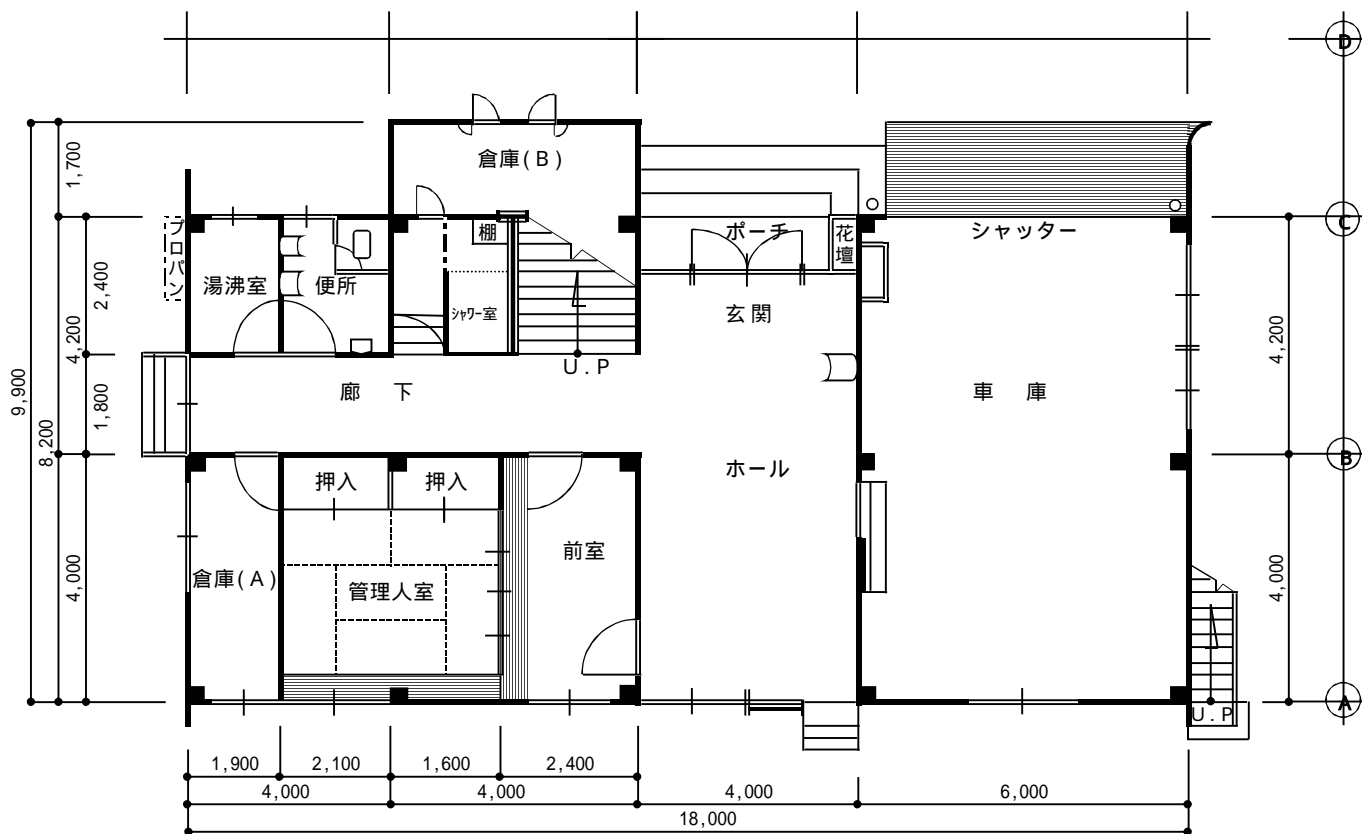 D
倉庫(B)
1,700
プロパン
棚
ポーチ
花壇
シャッター
C
湯沸室
便所
シャワー室
玄関
2,400
4,200
4,200
U.P
9,900
8,200
1,800
廊 下
車 庫
押入
押入
ホール
B
前室
倉庫(A)
管理人室
4,000
4,000
U.P
A
1,900
2,100
1,600
2,400
4,000
4,000
4,000
6,000
18,000